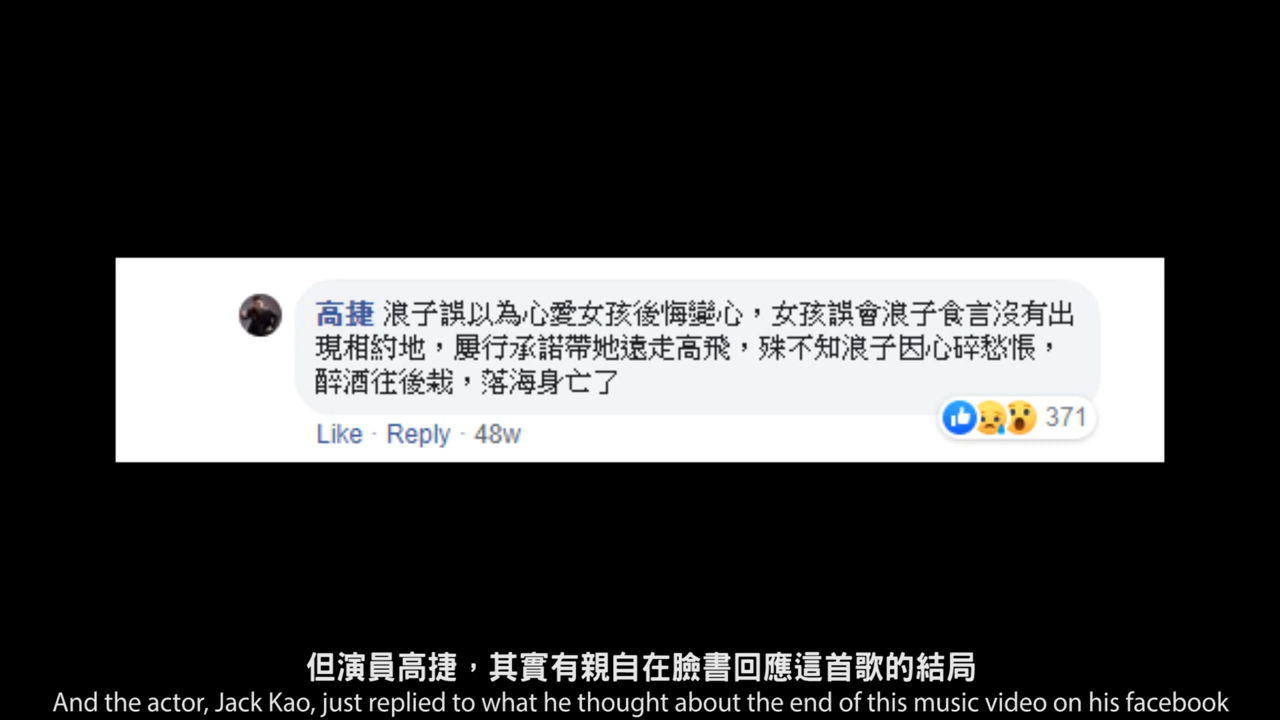 高捷 浪子誤以為心愛女孩後悔變心，女孩誤會浪子食言沒有出
現相約地，屢行承諾帶她遠走高飛，殊不知浪子因心碎愁悵，
醉酒往後栽，落海身亡了
371
Like · Reply · 48w
但演員高捷，其實有親自在臉書回應這首歌的結局
And the actor, Jack Kao, just replied to what he thought about the end of this music video on his facebook